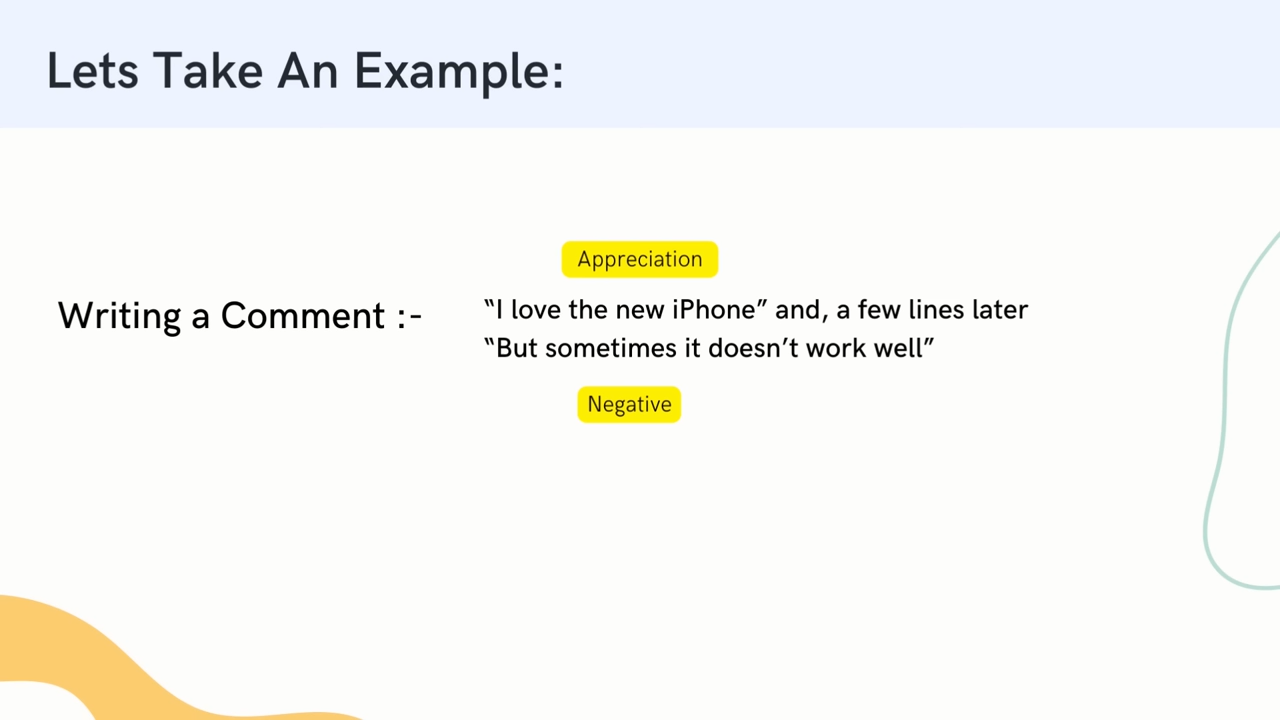 Lets Take An Example:
Appreciation
Writing a Comment :-
“I love the new iPhone” and, a few lines later
“But sometimes it doesn’t work well”
Negative